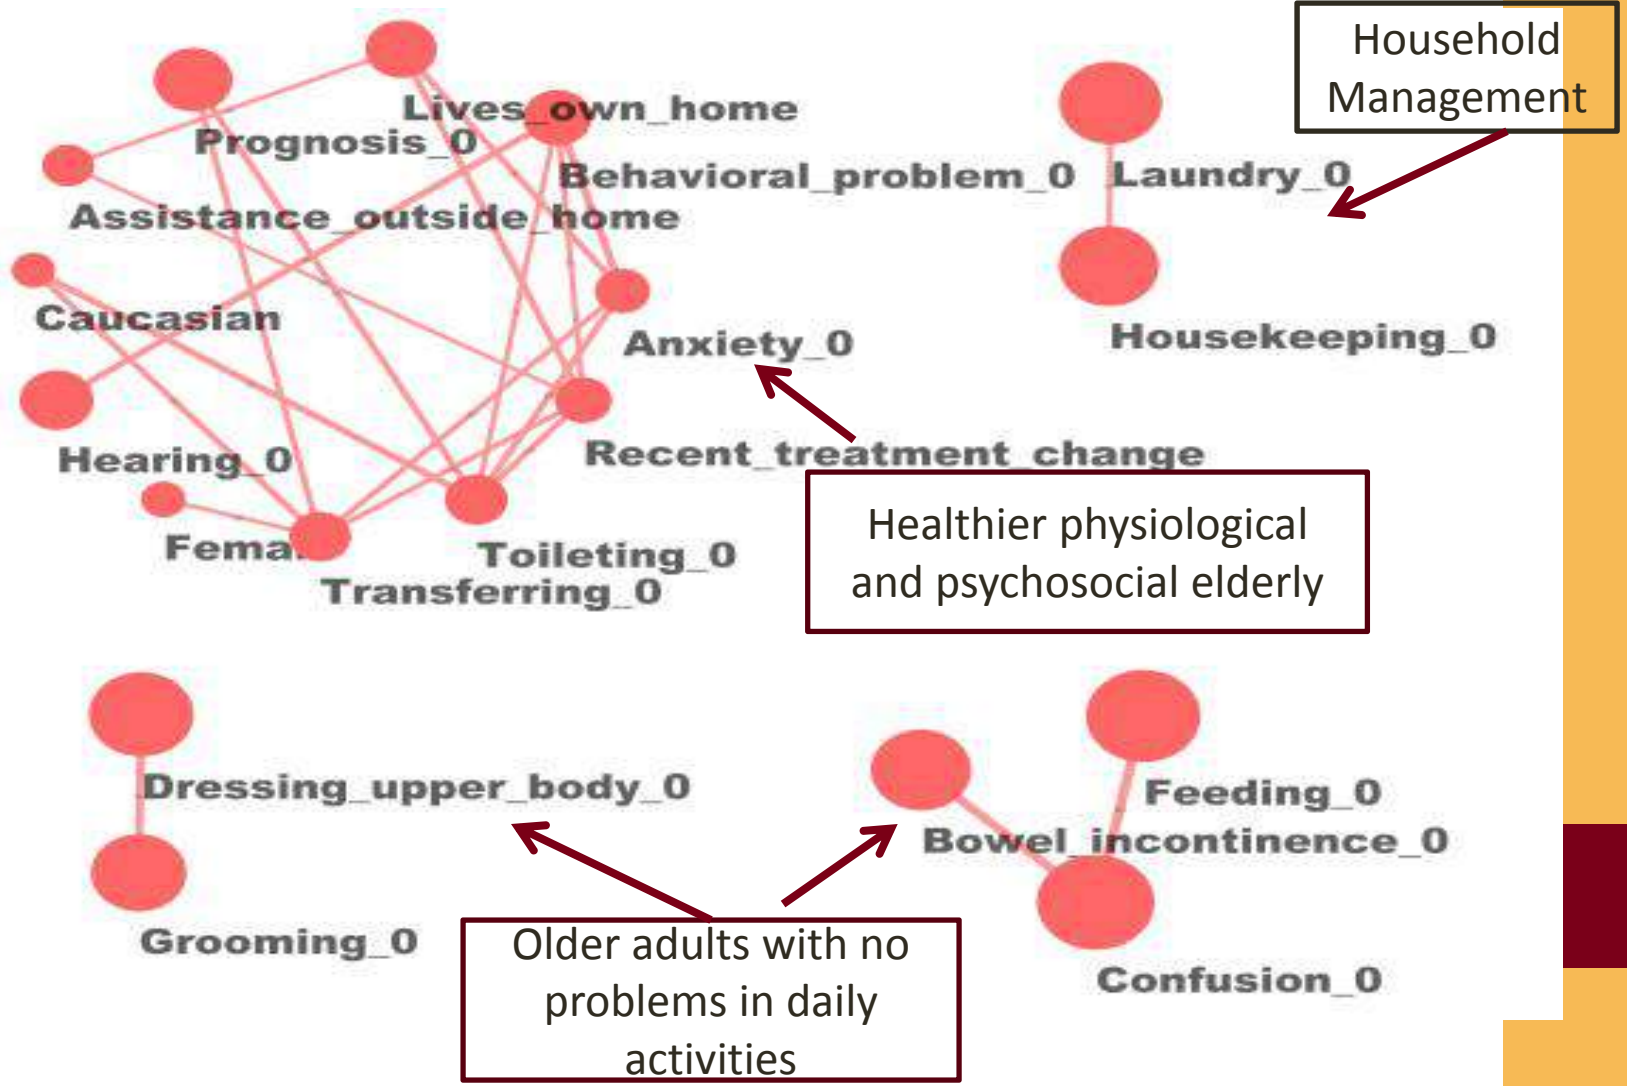 Household
Management
Lives_own_home
Prognosis_0
Behavioral_problem_0
Laundry_0
Assistance_outside_home
Caucasian
Anxiety_0
Housekeeping_0
Hearing_0
Recent_treatment_change
Healthier physiological
and psychosocial elderly
Fema
Toileting_0
Transferring_0
Dressing_upper_body_0
Feeding_0
Bowel_incontinence_0
Grooming_0
Confusion_0
Older adults with no
problems in daily
activities